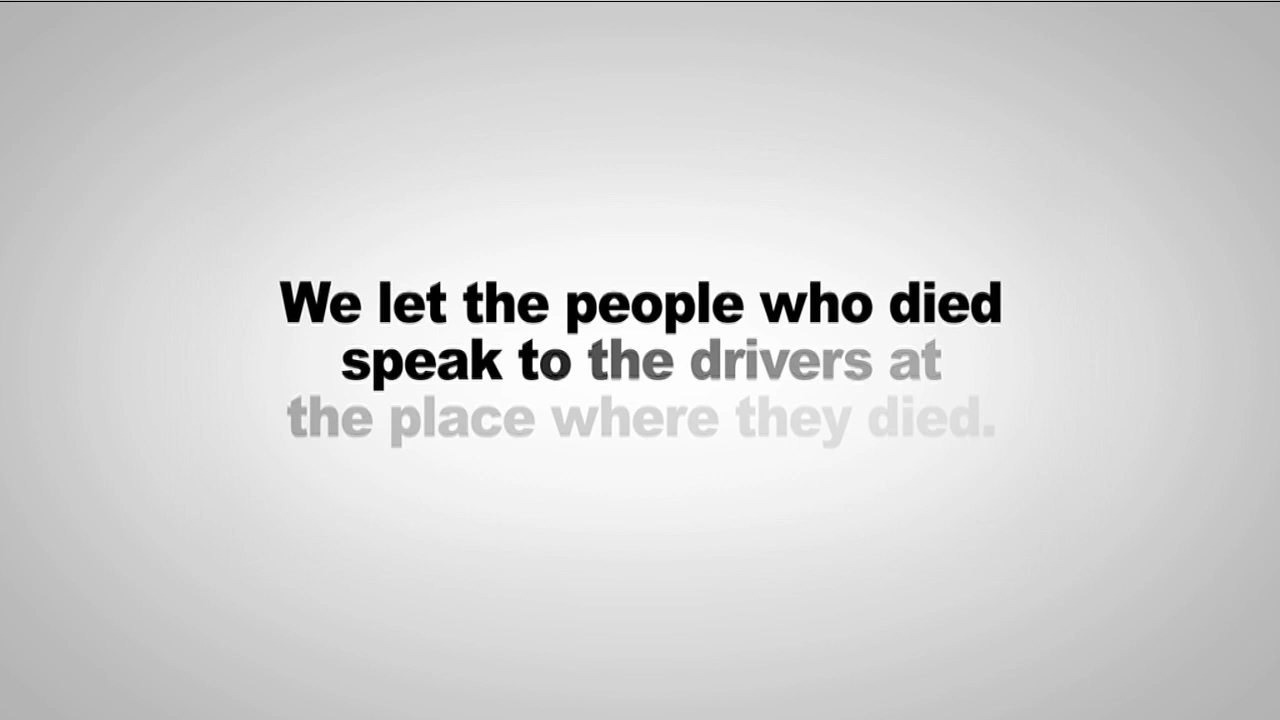 We let the people who died
speak to the drivers at
the place where they died.